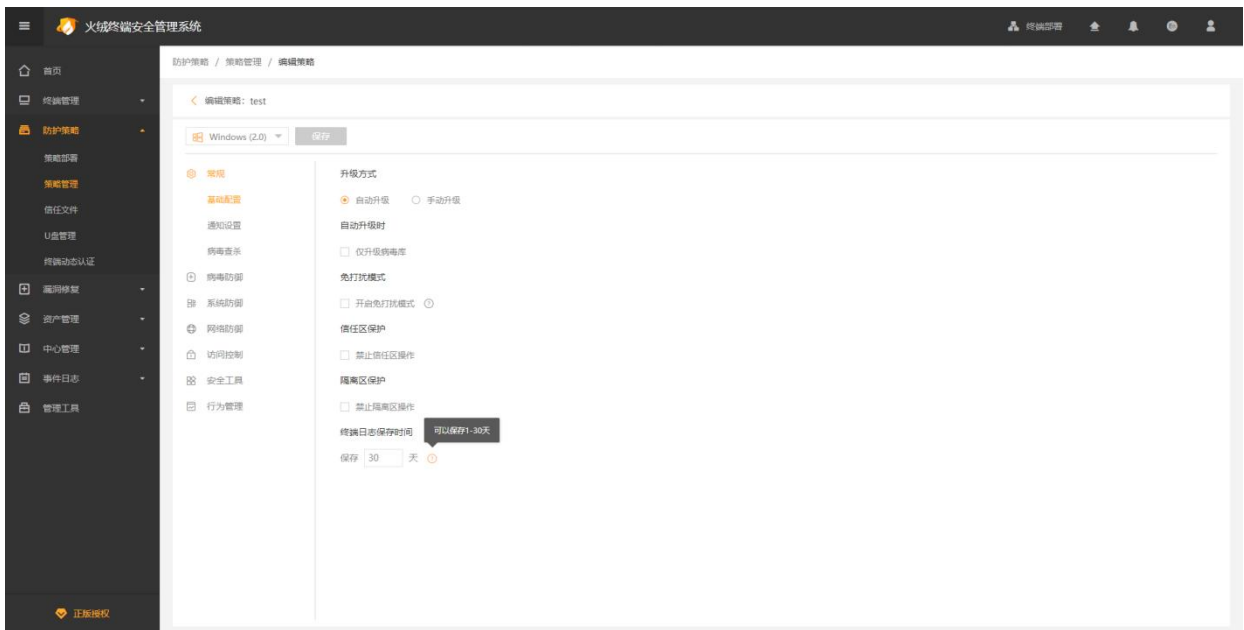 火绒终端安全管理系统
终端部署
首页
终端管理
防护策略
策略部署
策略管理
信任文件
U盘管理
终端动态认证
漏洞修复
资产管理
中心管理
事件日志
管理工具
正版授权
防护策略 / 策略管理 / 编辑策略
编辑策略：test
Windows (2.0)
保存
常规
基础配置
通知设置
病毒查杀
病毒防御
系统防御
网络防御
访问控制
安全工具
行为管理
升级方式
自动升级 手动升级
自动升级时
仅升级病毒库
免打扰模式
开启免打扰模式
信任区保护
禁止信任区操作
隔离区保护
禁止隔离区操作
终端日志保存时间
可以保存1-30天
保存 30 天